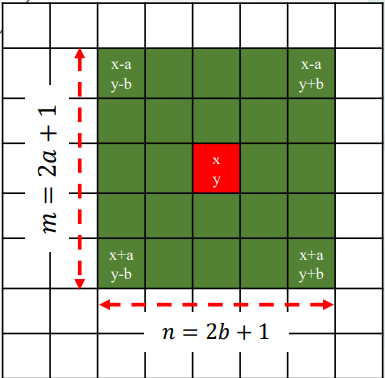 x-a
y-b
x-a
y+b
m = 2a + 1
x
y
x+a
y-b
x+a
y+b
n = 2b + 1